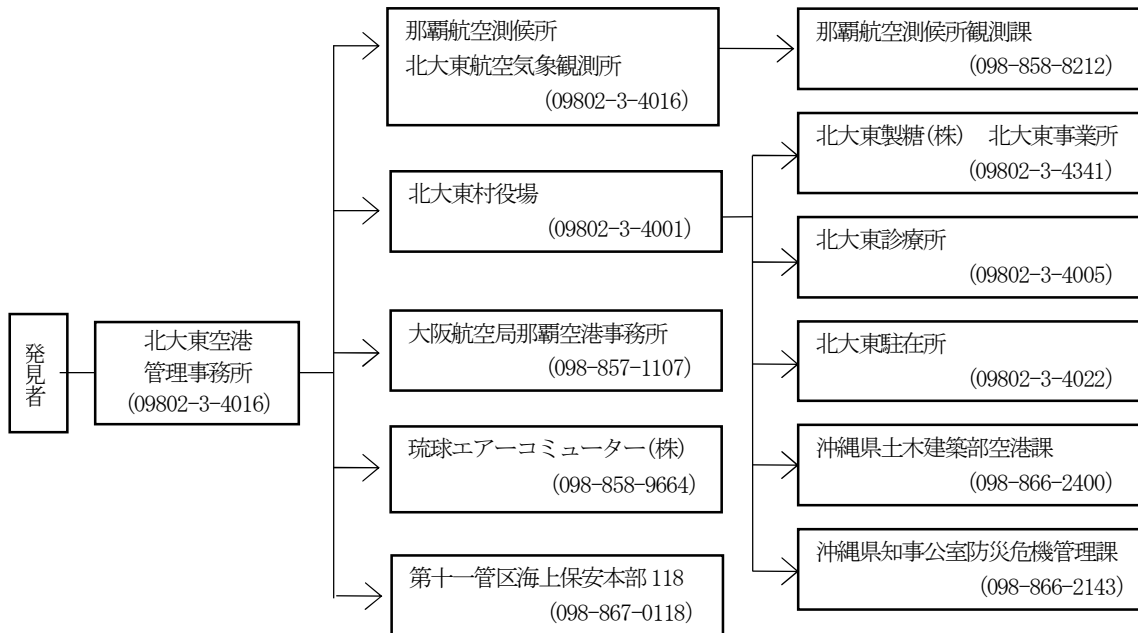 発見者
北大東空港
管理事務所
(09802-3-4016)
那覇航空測候所
北大東航空気象観測所
(09802-3-4016)
北大東村役場
(09802-3-4001)
大阪航空局那覇空港事務所
(098-857-1107)
琉球エアーコミューター(株)
(098-858-9664)
第十一管区海上保安本部 118
(098-867-0118)
那覇航空測候所観測課
(098-858-8212)
北大東製糖(株)　北大東事業所
(09802-3-4341)
北大東診療所
(09802-3-4005)
北大東駐在所
(09802-3-4022)
沖縄県土木建築部空港課
(098-866-2400)
沖縄県知事公室防災危機管理課
(098-866-2143)